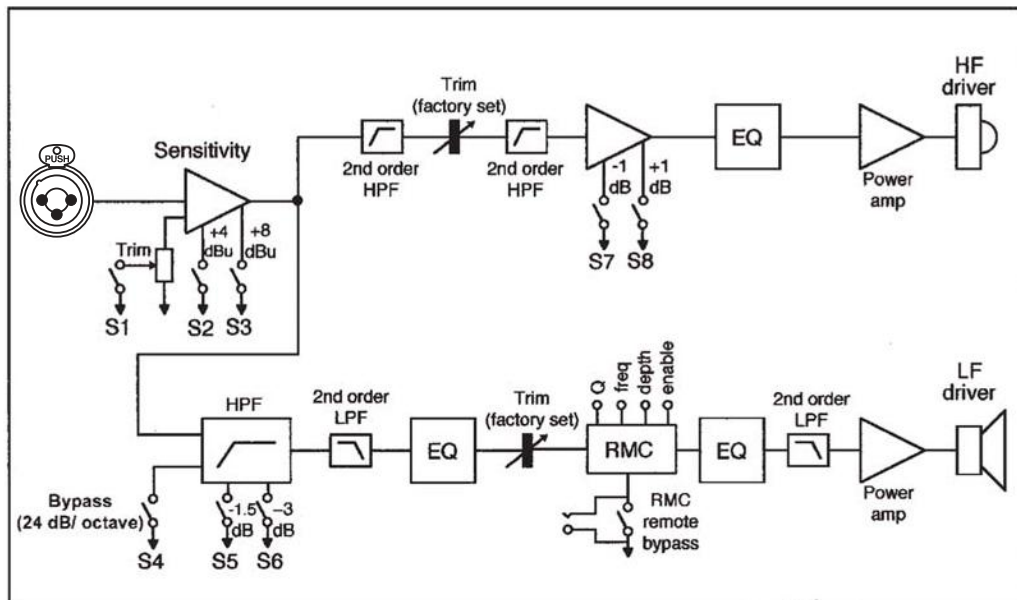 PUSH
Sensitivity
+4
dBu
+8
dBu
Trim
S1
S2
S3
2nd order
HPF
Trim
(factory set)
2nd order
HPF
-1
dB
+1
dB
S7
S8
EQ
Power
amp
HF
driver
HPF
Bypass
(24 dB/ octave)
-1.5
dB
–3
dB
S4
S5
S6
2nd order
LPF
EQ
Trim
(factory set)
Q
freq
depth
enable
RMC
RMC
remote
bypass
EQ
2nd order
LPF
Power
amp
LF
driver